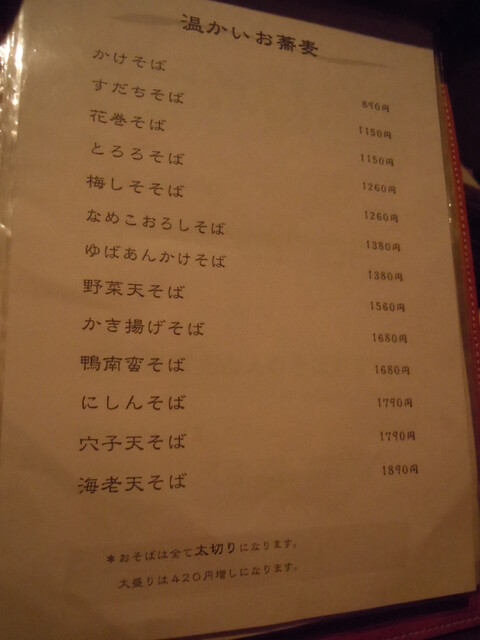 温かいお蕎麦
かけそば 890円
すだちそば 1150円
花巻そば 1150円
とろろそば 1260円
梅しそそば 1260円
なめこおろしそば 1380円
ゆばあんかけそば 1380円
野菜天そば 1560円
かき揚げそば 1680円
鴨南蛮そば 1680円
にしんそば 1790円
穴子天そば 1790円
海老天そば 1890円
*おそばは全て太切りになります。
大盛りは420円増しになります。